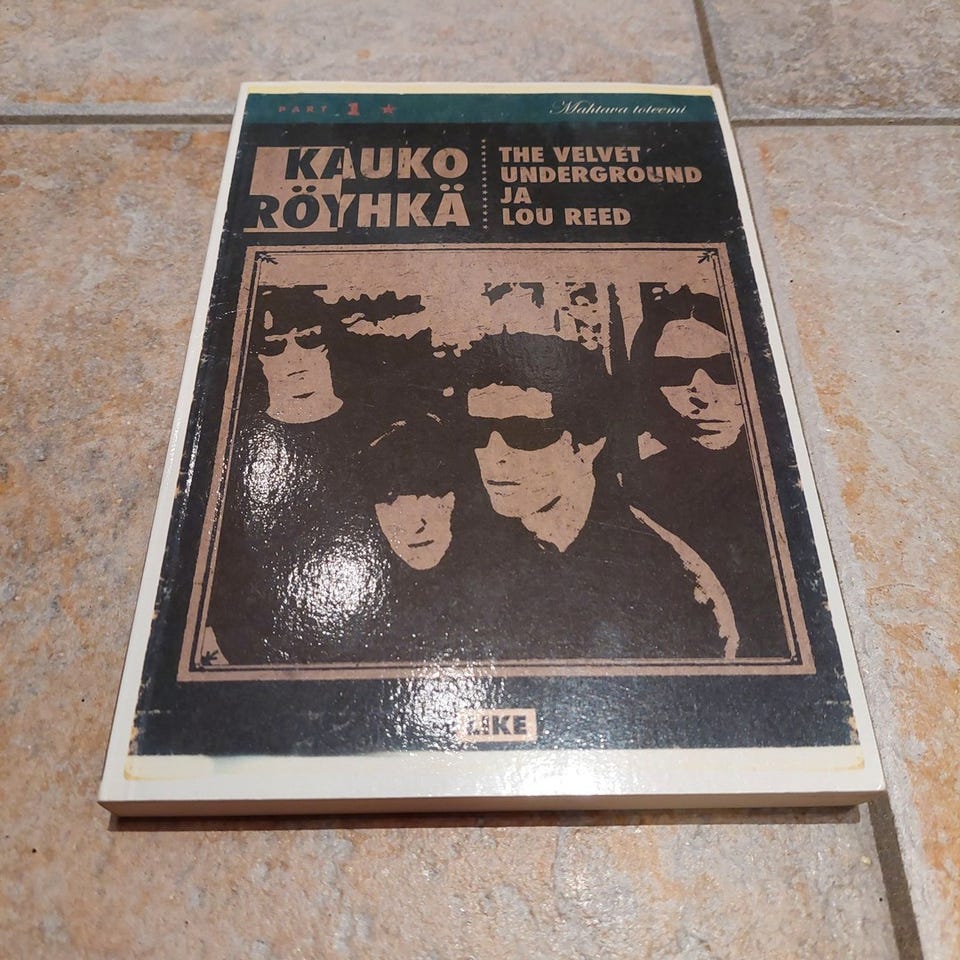 PART 1 ★
Mahtava toteemi
KAUKO
RÖYHKÄ
THE VELVET
UNDERGROUND
JA
LOU REED
LIKE